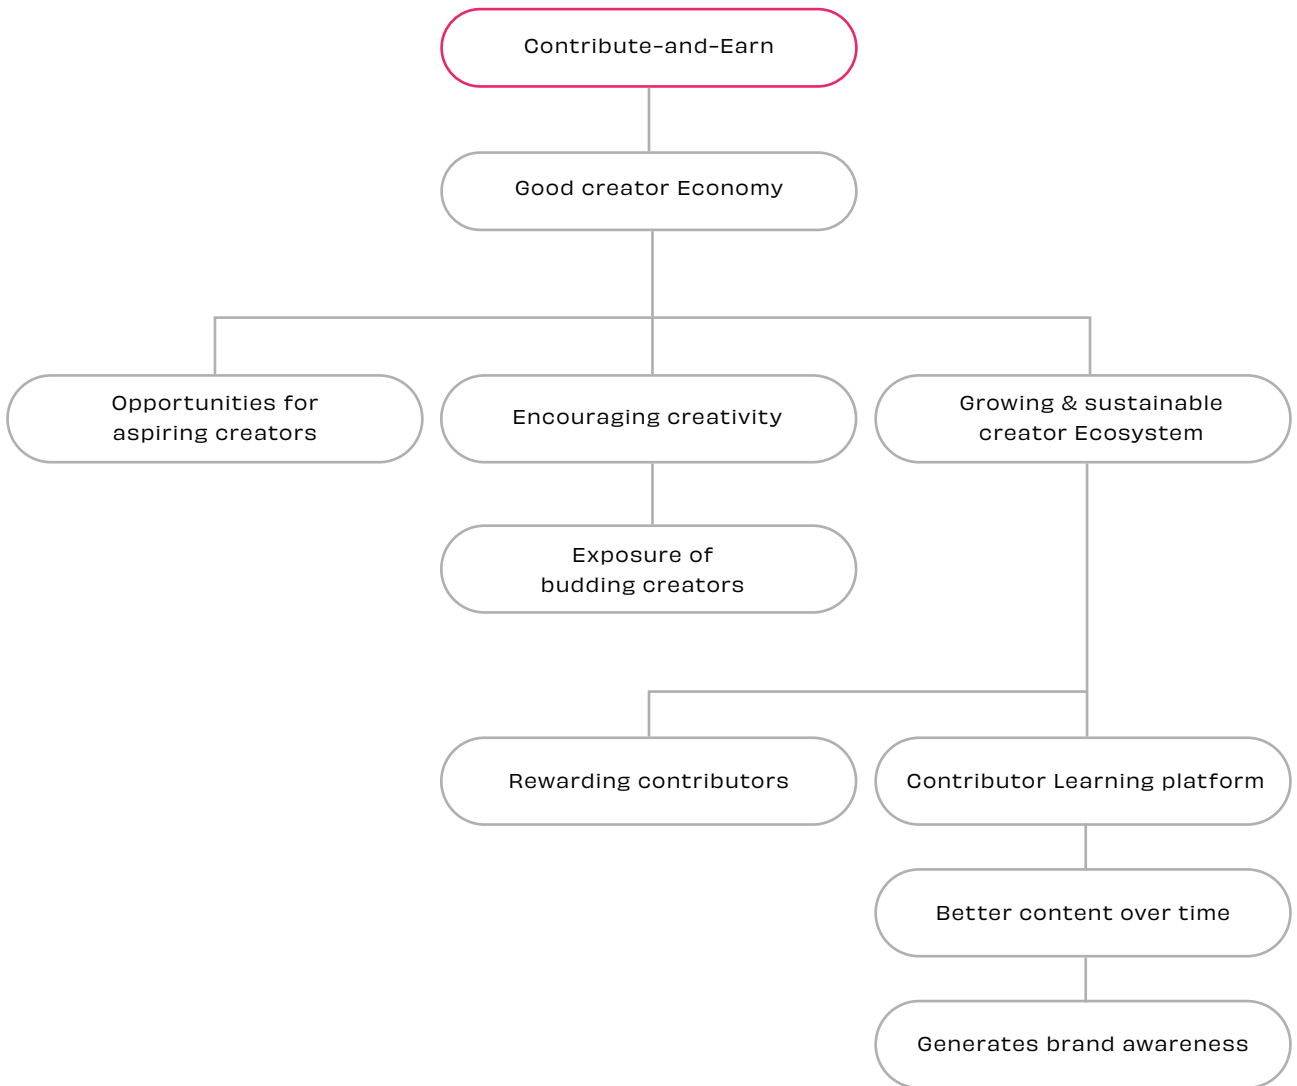 Contribute-and-Earn
Good creator Economy
Opportunities for
aspiring creators
Encouraging creativity
Growing & sustainable
creator Ecosystem
Exposure of
budding creators
Rewarding contributors
Contributor Learning platform
Better content over time
Generates brand awareness